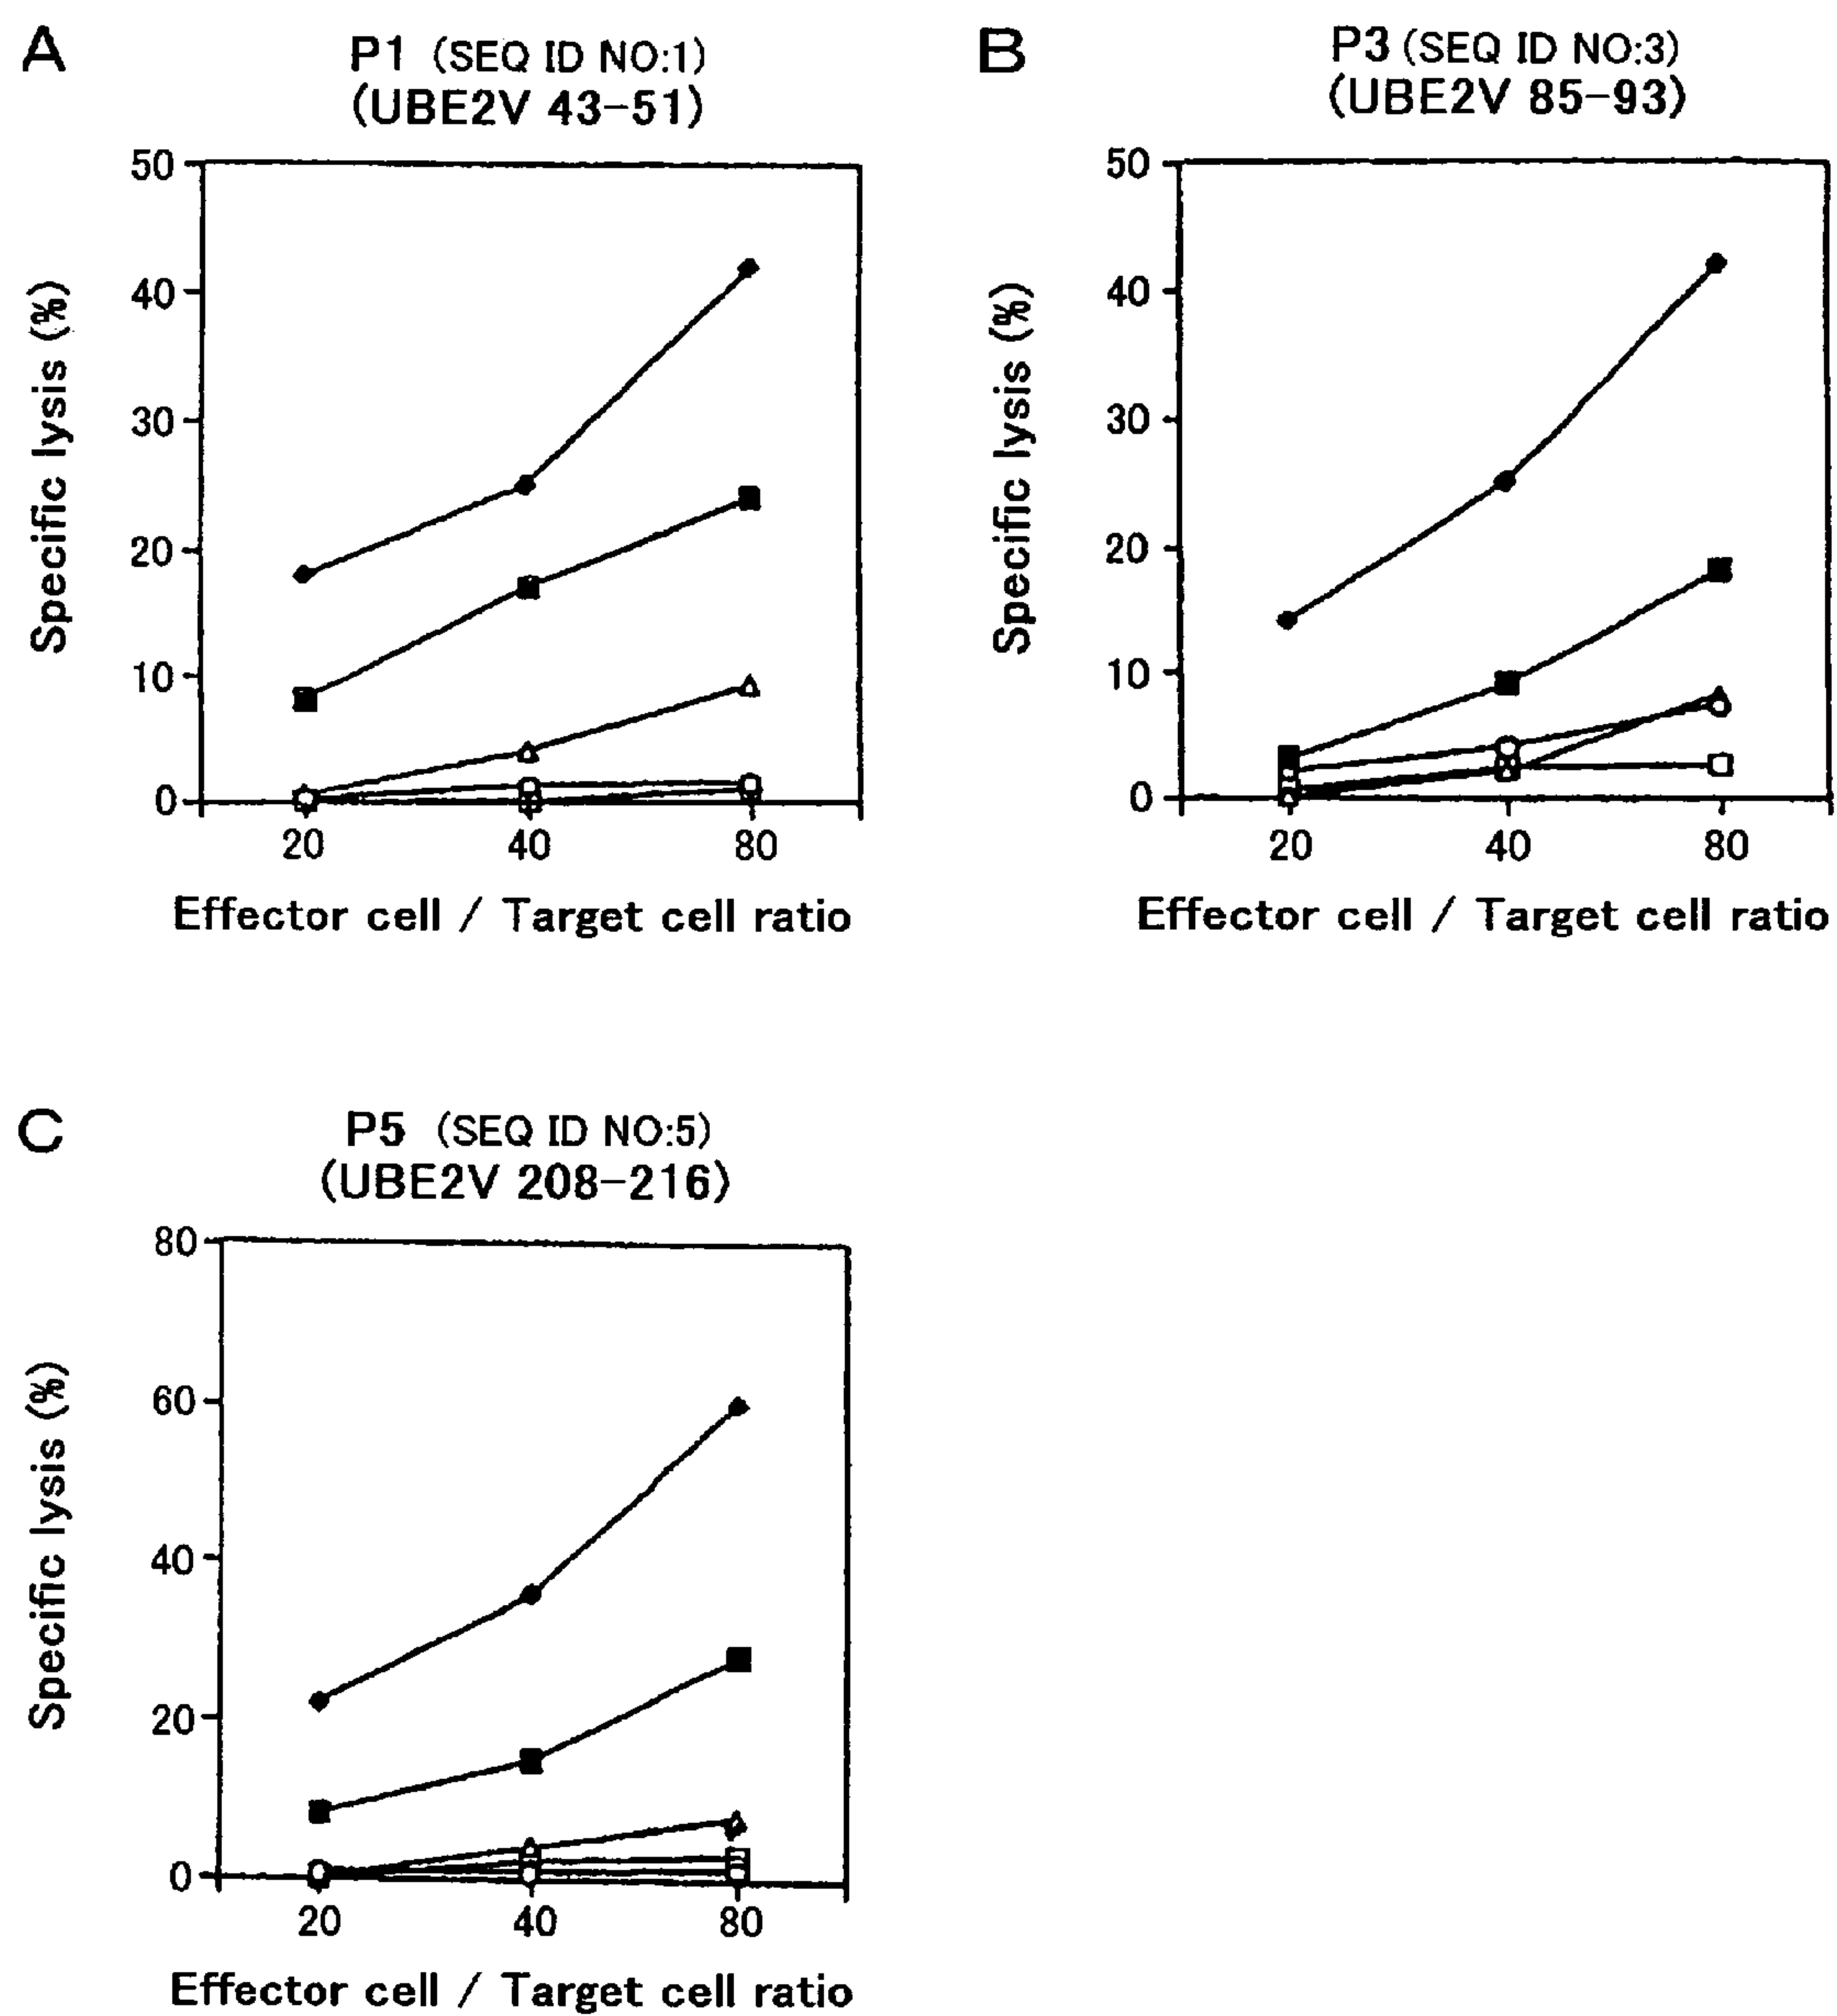 A
P1 (SEQ ID NO:1)
(UBE2V 43-51)
50
40
30
20
10
0
Specific lysis (%)
20 40 80
Effector cell / Target cell ratio
B
P3 (SEQ ID NO:3)
(UBE2V 85-93)
50
40
30
20
10
0
Specific lysis (%)
20 40 80
Effector cell / Target cell ratio
C
P5 (SEQ ID NO:5)
(UBE2V 208-216)
80
60
40
20
0
Specific lysis (%)
20 40 80
Effector cell / Target cell ratio